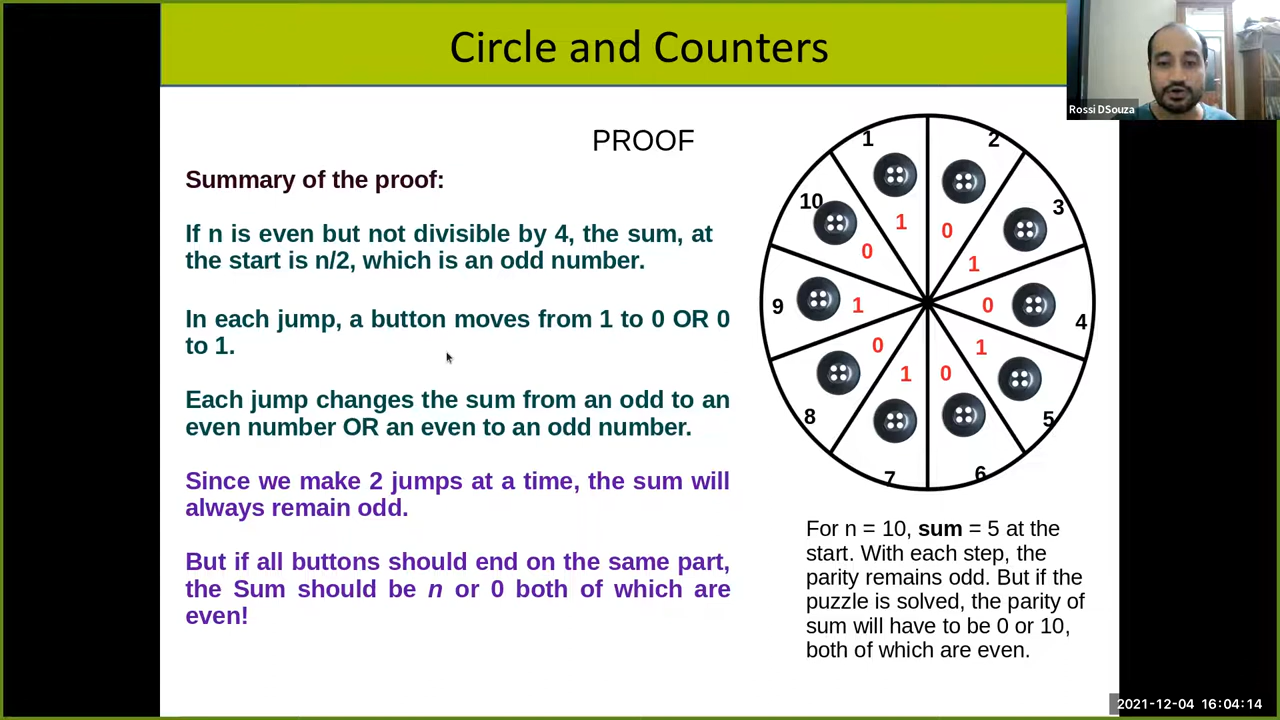 Circle and Counters
Rossi DSouza
PROOF
Summary of the proof:
If n is even but not divisible by 4, the sum, at
the start is n/2, which is an odd number.
In each jump, a button moves from 1 to 0 OR 0
to 1.
Each jump changes the sum from an odd to an
even number OR an even to an odd number.
Since we make 2 jumps at a time, the sum will
always remain odd.
But if all buttons should end on the same part,
the Sum should be n or 0 both of which are
even!
1
2
3
4
5
6
7
8
9
10
1
0
1
0
1
0
1
0
1
0
For n = 10, sum = 5 at the
start. With each step, the
parity remains odd. But if the
puzzle is solved, the parity of
sum will have to be 0 or 10,
both of which are even.
2021-12-04 16:04:14